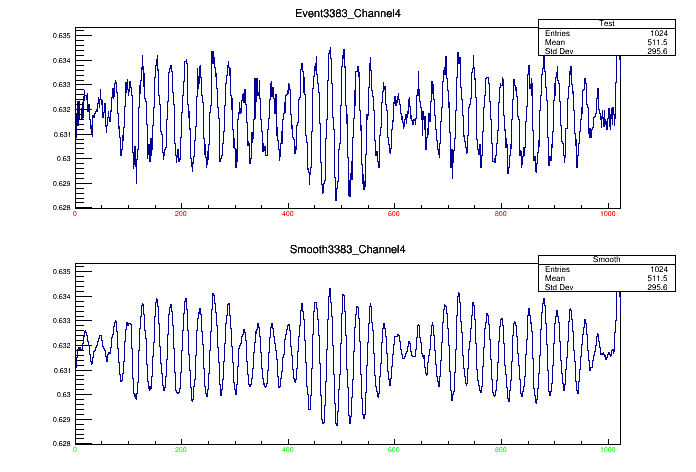 Event3383_Channel4
Test
Entries 1024
Mean 511.5
Std Dev 295.6
0.635
0.634
0.633
0.632
0.631
0.63
0.629
0.628
0 200 400 600 800 1000
Smooth3383_Channel4
Smooth
Entries 1024
Mean 511.5
Std Dev 295.6
0.635
0.634
0.633
0.632
0.631
0.63
0.629
0.628
0 200 400 600 800 1000